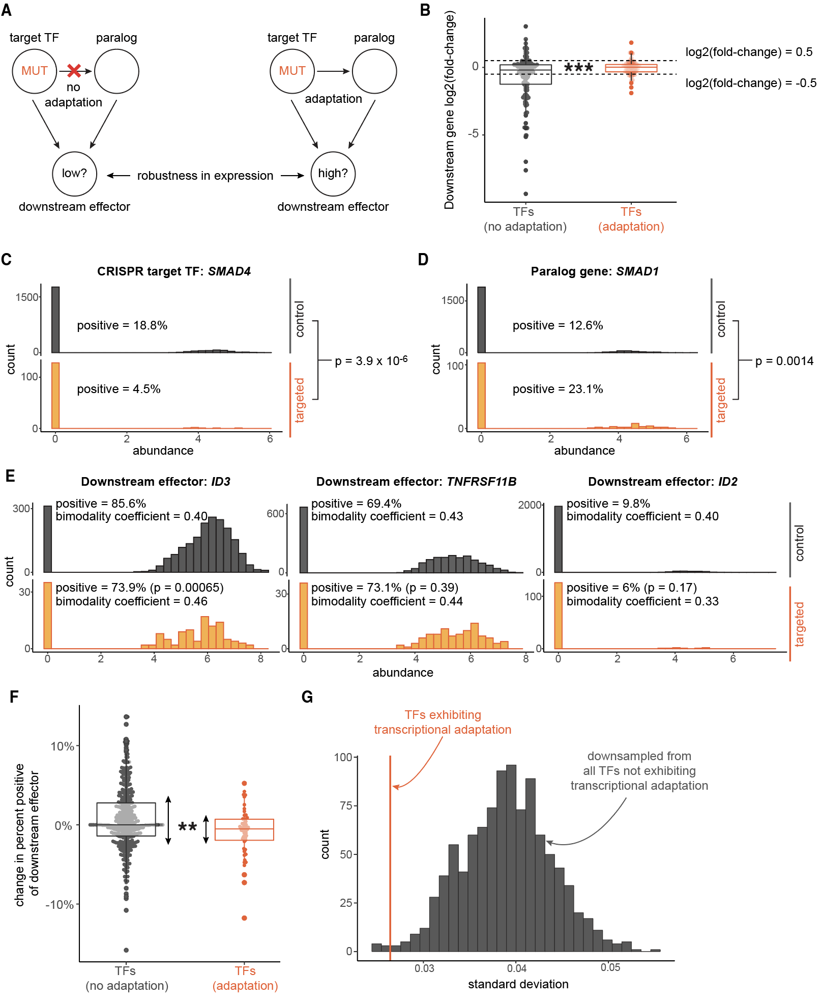 A
target TF
paralog
MUT
no
adaptation
low?
downstream effector
robustness in expression
target TF
paralog
MUT
adaptation
high?
downstream effector
B
Downstream gene log2(fold-change)
0
-5
***
log2(fold-change) = 0.5
log2(fold-change) = -0.5
TFs
(no adaptation)
TFs
(adaptation)
C
CRISPR target TF: SMAD4
count
1500
0
positive = 18.8%
control
100
0
positive = 4.5%
targeted
p = 3.9 x 10-6
0 2 4 6
abundance
D
Paralog gene: SMAD1
count
1500
0
positive = 12.6%
control
100
0
positive = 23.1%
targeted
p = 0.0014
0 2 4 6
abundance
E
Downstream effector: ID3
count
300
0
positive = 85.6%
bimodality coefficient = 0.40
30
0
positive = 73.9% (p = 0.00065)
bimodality coefficient = 0.46
0 2 4 6 8
Downstream effector: TNFRSF11B
600
0
positive = 69.4%
bimodality coefficient = 0.43
30
0
positive = 73.1% (p = 0.39)
bimodality coefficient = 0.44
0 2 4 6 8
abundance
Downstream effector: ID2
2000
0
positive = 9.8%
bimodality coefficient = 0.40
control
100
0
positive = 6% (p = 0.17)
bimodality coefficient = 0.33
targeted
0 2 4 6
F
change in percent positive
of downstream effector
10%
0%
-10%
**
TFs
(no adaptation)
TFs
(adaptation)
G
TFs exhibiting
transcriptional adaptation
downsampled from
all TFs not exhibiting
transcriptional adaptation
count
100
75
50
25
0
0.03 0.04 0.05
standard deviation